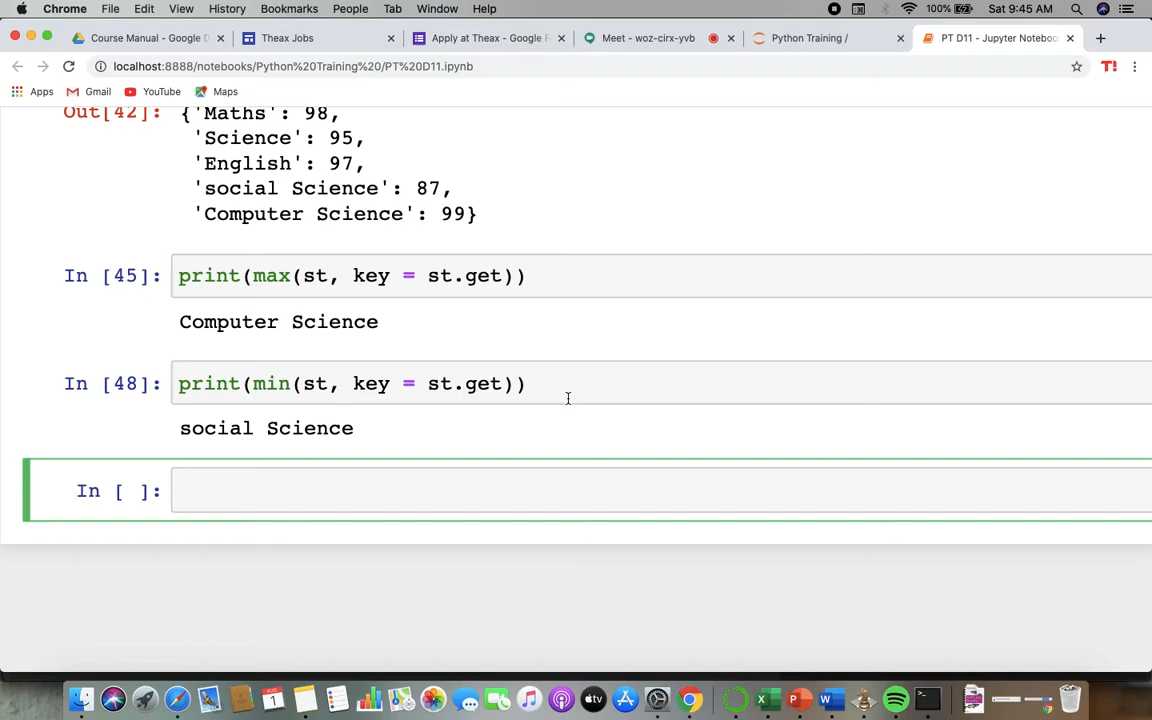 Chrome File Edit View History Bookmarks People Tab Window Help 100% Sat 9:45 AM
Course Manual - Google D Theax Jobs Apply at Theax - Google F Meet - woz-cirx-yvb Python Training / PT D11 - Jupyter Noteboo
localhost:8888/notebooks/Python%20Training%20/PT%20D11.ipynb T!
Apps Gmail YouTube Maps
Out[42]: {'Maths': 98,
'Science': 95,
'English': 97,
'social Science': 87,
'Computer Science': 99}
In [45]: print(max(st, key = st.get))
Computer Science
In [48]: print(min(st, key = st.get))
social Science
In [ ]: